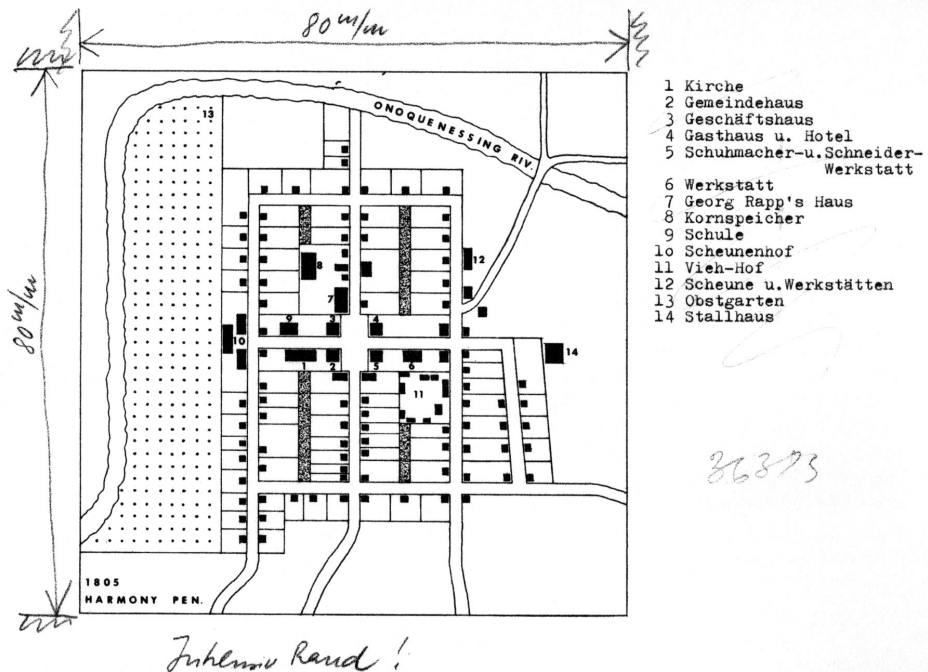 80 m/m
80 m/m
13
ONOQUENESSING RIV.
12
8
7
9
3
4
10
14
1
2
5
6
11
1805
HARMONY PEN.
1 Kirche
2 Gemeindehaus
3 Geschäftshaus
4 Gasthaus u. Hotel
5 Schuhmacher-u.Schneider-
Werkstatt
6 Werkstatt
7 Georg Rapp's Haus
8 Kornspeicher
9 Schule
10 Scheunenhof
11 Vieh-Hof
12 Scheune u.Werkstätten
13 Obstgarten
14 Stallhaus
Rand !